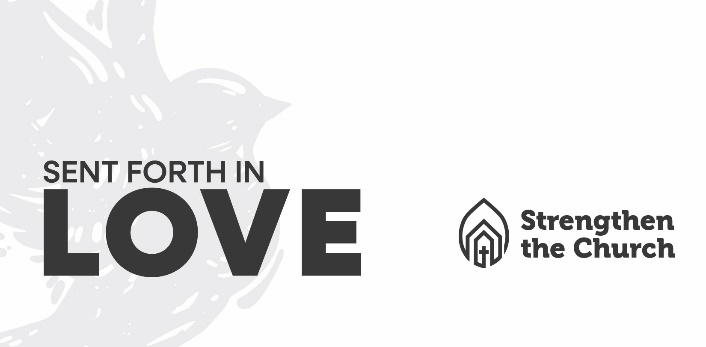 SENT FORTH IN
LOVE
Strengthen
the Church